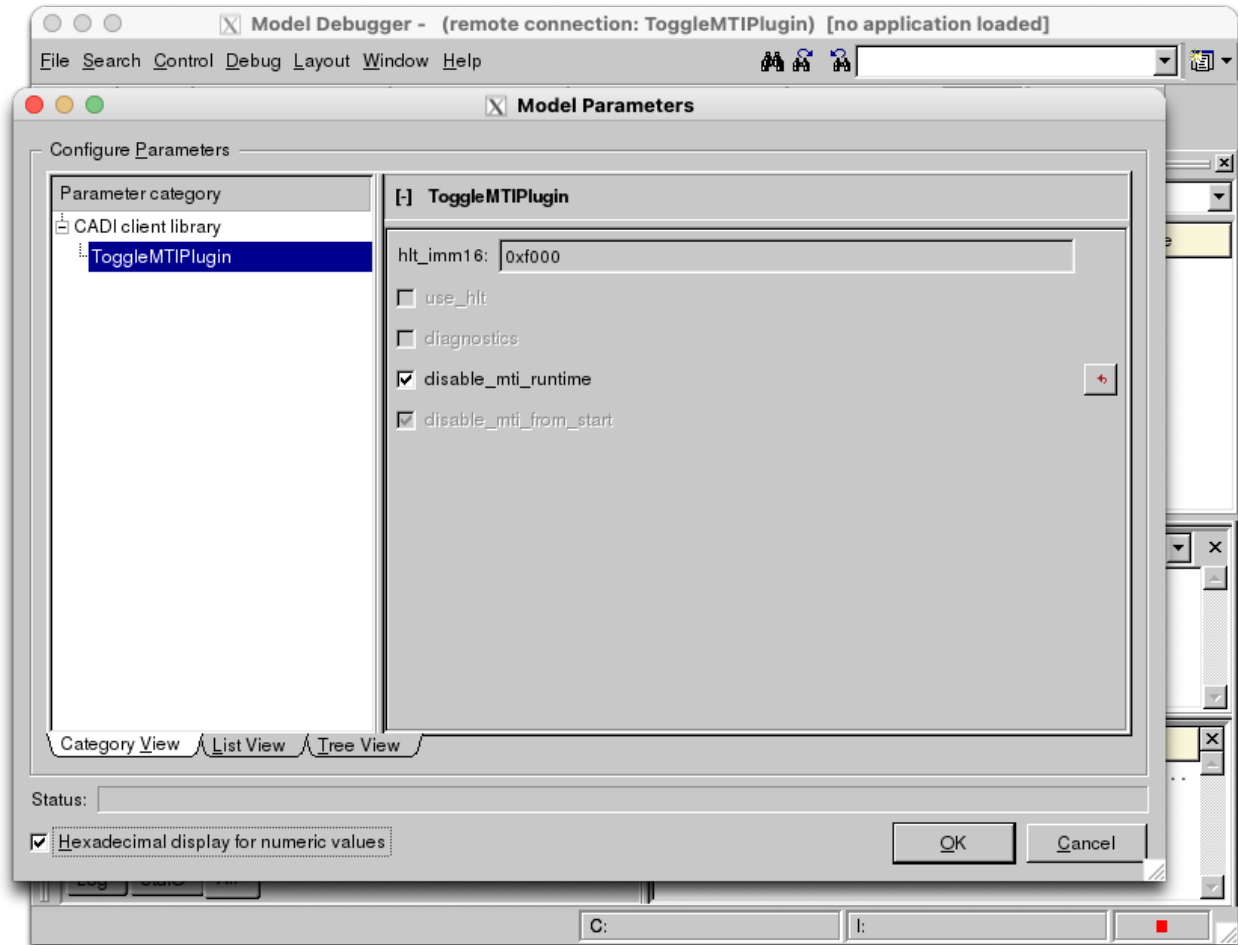 Model Debugger -   (remote connection: ToggleMTIPlugin)  [no application loaded]
File Search Control Debug Layout Window Help
Model Parameters
Configure Parameters
Parameter category
CADI client library
ToggleMTIPlugin
[-] ToggleMTIPlugin
hlt_imm16: 0xf000
use_hlt
diagnostics
disable_mti_runtime
disable_mti_from_start
Category View List View Tree View
Status:
Hexadecimal display for numeric values
OK Cancel
C: I: